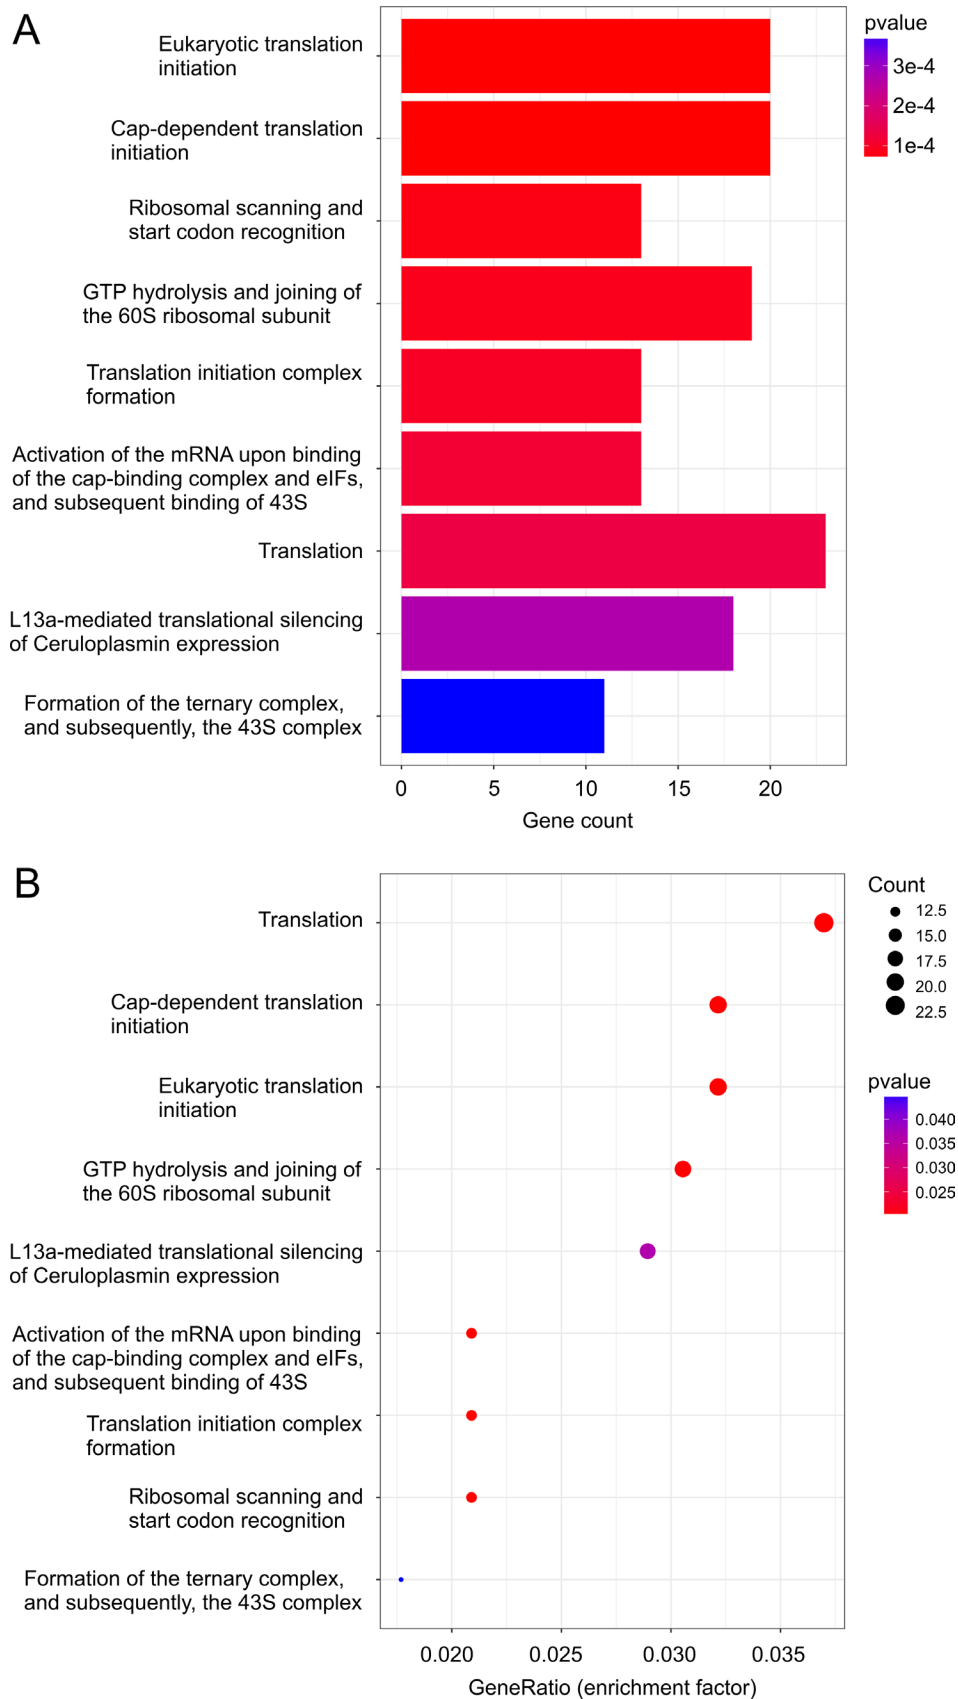 A
Eukaryotic translation
initiation
Cap-dependent translation
initiation
Ribosomal scanning and
start codon recognition
GTP hydrolysis and joining of
the 60S ribosomal subunit
Translation initiation complex
formation
Activation of the mRNA upon binding
of the cap-binding complex and eIFs,
and subsequent binding of 43S
Translation
L13a-mediated translational silencing
of Ceruloplasmin expression
Formation of the ternary complex,
and subsequently, the 43S complex
0 5 10 15 20
Gene count
pvalue
3e-4
2e-4
1e-4
B
Translation
Cap-dependent translation
initiation
Eukaryotic translation
initiation
GTP hydrolysis and joining of
the 60S ribosomal subunit
L13a-mediated translational silencing
of Ceruloplasmin expression
Activation of the mRNA upon binding
of the cap-binding complex and eIFs,
and subsequent binding of 43S
Translation initiation complex
formation
Ribosomal scanning and
start codon recognition
Formation of the ternary complex,
and subsequently, the 43S complex
0.020 0.025 0.030 0.035
GeneRatio (enrichment factor)
Count
12.5
15.0
17.5
20.0
22.5
pvalue
0.040
0.035
0.030
0.025